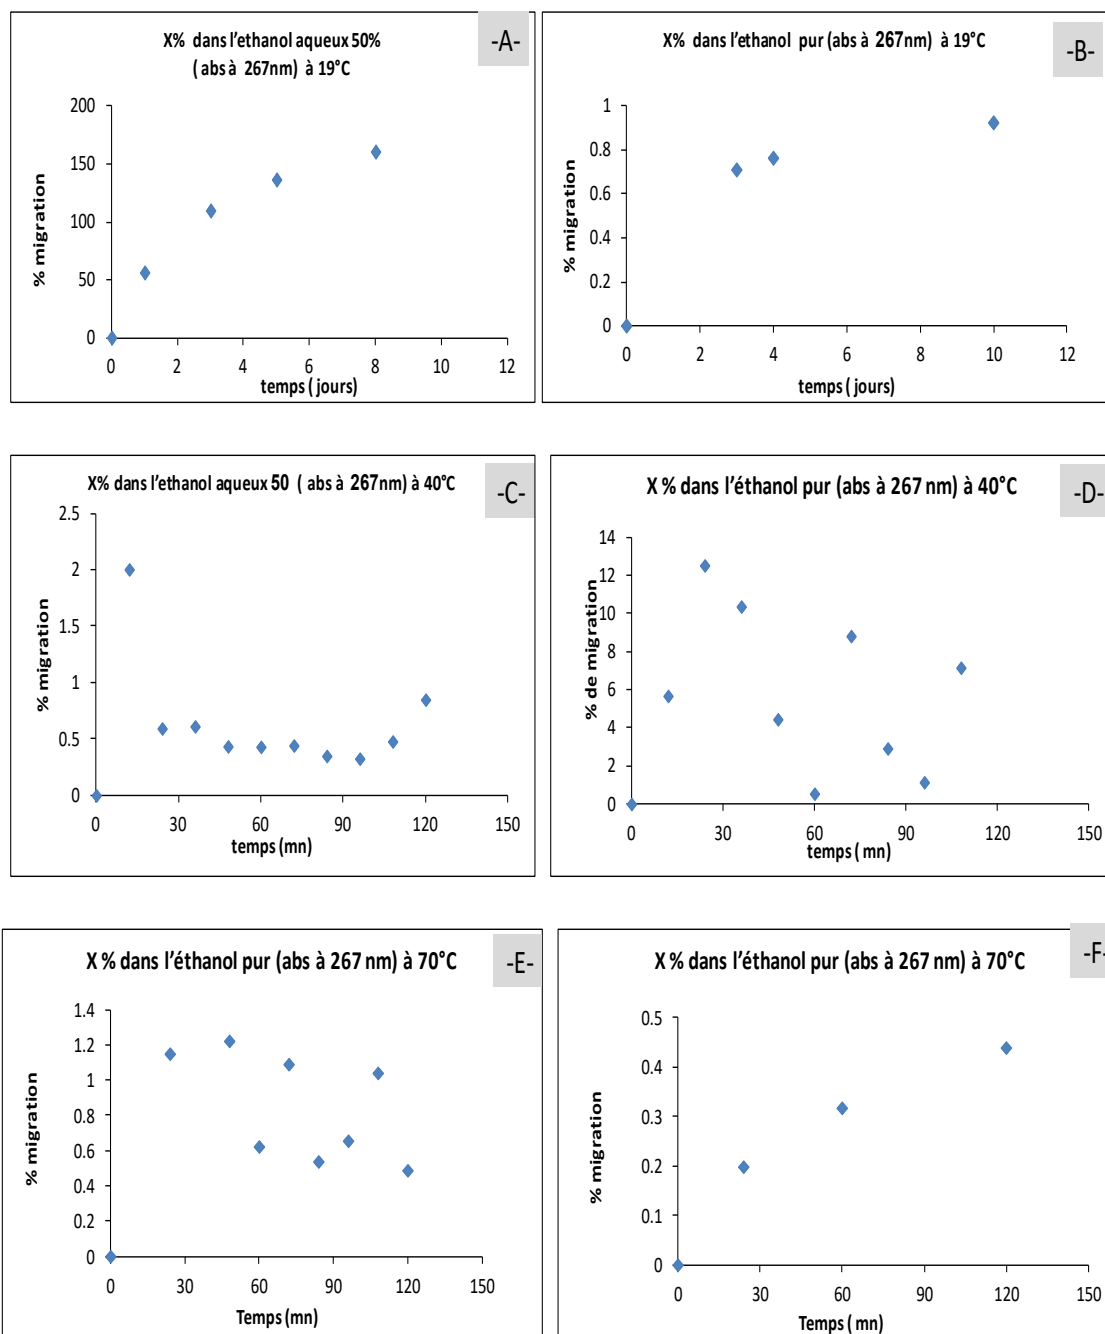 X% dans l'ethanol aqueux 50%
( abs à 267nm) à 19°C
-A-
200
150
100
50
0
% migration
0 2 4 6 8 10 12
temps ( jours)
X% dans l'ethanol pur (abs à 267nm) à 19°C
-B-
1
0.8
0.6
0.4
0.2
0
% migration
0 2 4 6 8 10 12
temps ( jours)
X% dans l'ethanol aqueux 50 ( abs à 267nm) à 40°C
-C-
2.5
2
1.5
1
0.5
0
% migration
0 30 60 90 120 150
temps (mn)
X % dans l'éthanol pur (abs à 267 nm) à 40°C
-D-
14
12
10
8
6
4
2
0
% de migration
0 30 60 90 120 150
temps ( mn)
X % dans l'éthanol pur (abs à 267 nm) à 70°C
-E-
1.4
1.2
1
0.8
0.6
0.4
0.2
0
% migration
0 30 60 90 120 150
Temps (mn)
X % dans l'éthanol pur (abs à 267 nm) à 70°C
-F-
0.5
0.4
0.3
0.2
0.1
0
% migration
0 30 60 90 120 150
Temps ( mn)